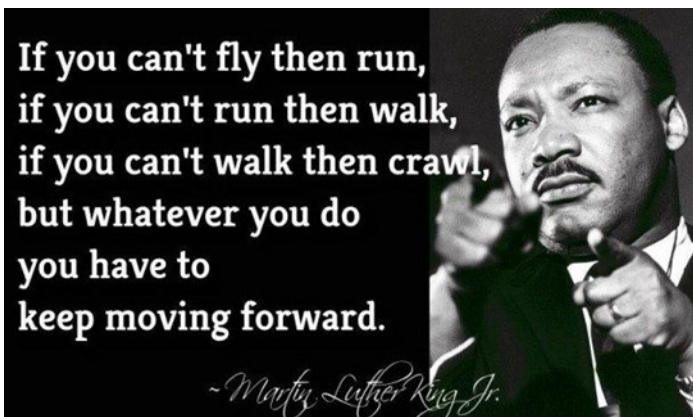 If you can't fly then run,
if you can't run then walk,
if you can't walk then crawl,
but whatever you do
you have to
keep moving forward.
~Martin Luther King Jr.